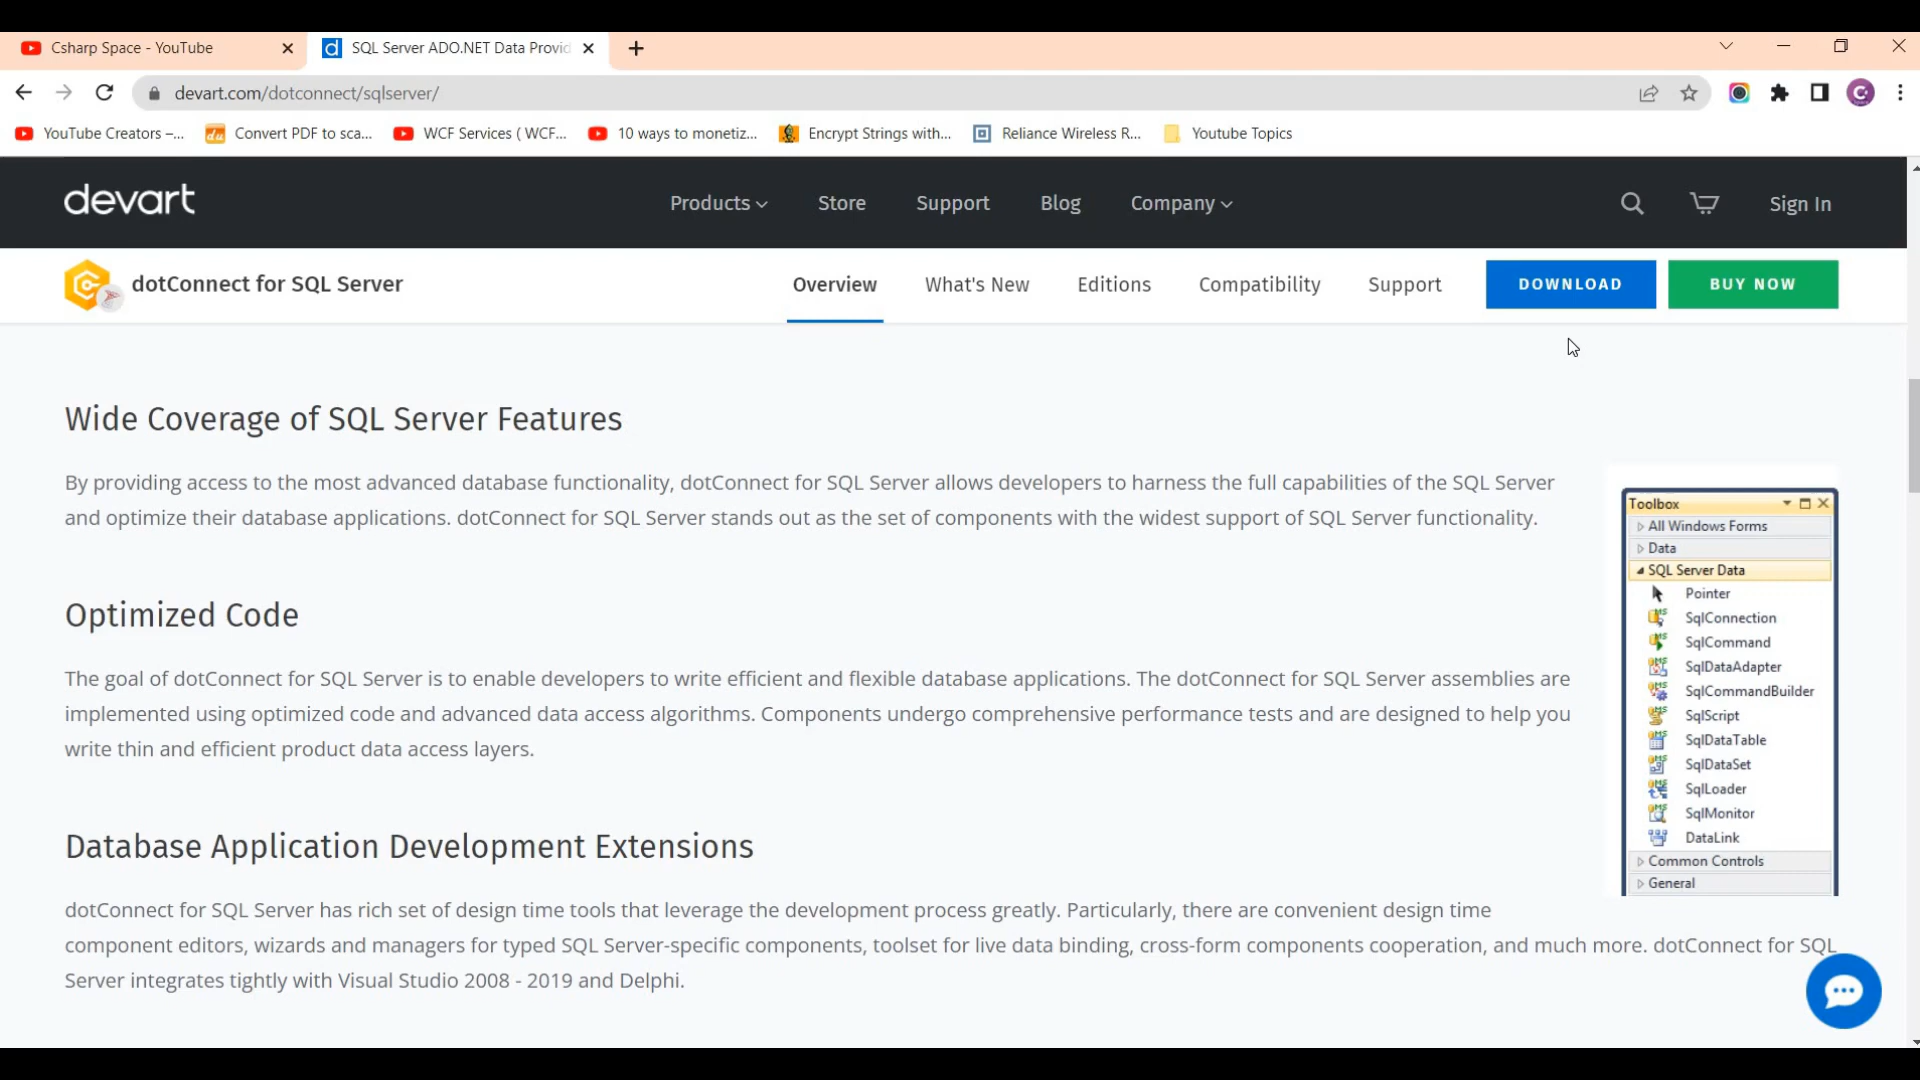 Csharp Space - YouTube
SQL Server ADO.NET Data Provid
devart.com/dotconnect/sqlserver/
YouTube Creators –...
Convert PDF to sca...
WCF Services ( WCF...
10 ways to monetiz...
Encrypt Strings with...
Reliance Wireless R...
Youtube Topics
devart
Products
Store
Support
Blog
Company
Sign In
dotConnect for SQL Server
Overview
What's New
Editions
Compatibility
Support
DOWNLOAD
BUY NOW
Wide Coverage of SQL Server Features
By providing access to the most advanced database functionality, dotConnect for SQL Server allows developers to harness the full capabilities of the SQL Server
and optimize their database applications. dotConnect for SQL Server stands out as the set of components with the widest support of SQL Server functionality.
Optimized Code
The goal of dotConnect for SQL Server is to enable developers to write efficient and flexible database applications. The dotConnect for SQL Server assemblies are
implemented using optimized code and advanced data access algorithms. Components undergo comprehensive performance tests and are designed to help you
write thin and efficient product data access layers.
Database Application Development Extensions
dotConnect for SQL Server has rich set of design time tools that leverage the development process greatly. Particularly, there are convenient design time
component editors, wizards and managers for typed SQL Server-specific components, toolset for live data binding, cross-form components cooperation, and much more. dotConnect for SQL
Server integrates tightly with Visual Studio 2008 - 2019 and Delphi.
Toolbox
All Windows Forms
Data
SQL Server Data
Pointer
SqlConnection
SqlCommand
SqlDataAdapter
SqlCommandBuilder
SqlScript
SqlDataTable
SqlDataSet
SqlLoader
SqlMonitor
DataLink
Common Controls
General